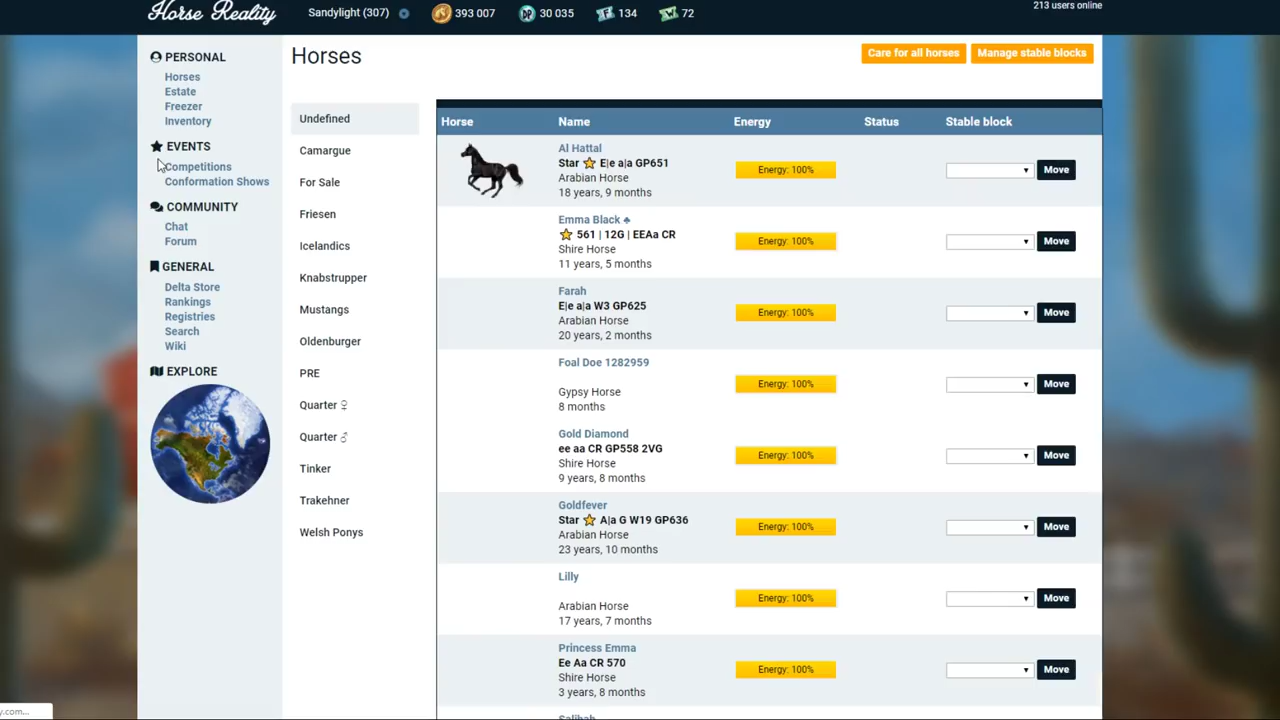 Horse Reality
Sandylight (307)
393 007
30 035
134
72
213 users online
PERSONAL
Horses
Estate
Freezer
Inventory
EVENTS
Competitions
Conformation Shows
COMMUNITY
Chat
Forum
GENERAL
Delta Store
Rankings
Registries
Search
Wiki
EXPLORE
Horses
Care for all horses
Manage stable blocks
Undefined
Camargue
For Sale
Friesen
Icelandics
Knabstrupper
Mustangs
Oldenburger
PRE
Quarter ♀
Quarter ♂
Tinker
Trakehner
Welsh Ponys
Horse Name Energy Status Stable block
Al Hattal
Star ⭐ E|e a|a GP651
Arabian Horse
18 years, 9 months
Energy: 100%
Move
Emma Black ♣
⭐ 561 | 12G | EEAa CR
Shire Horse
11 years, 5 months
Energy: 100%
Move
Farah
E|e a|a W3 GP625
Arabian Horse
20 years, 2 months
Energy: 100%
Move
Foal Doe 1282959
Gypsy Horse
8 months
Energy: 100%
Move
Gold Diamond
ee aa CR GP558 2VG
Shire Horse
9 years, 8 months
Energy: 100%
Move
Goldfever
Star ⭐ A|a G W19 GP636
Arabian Horse
23 years, 10 months
Energy: 100%
Move
Lilly
Arabian Horse
17 years, 7 months
Energy: 100%
Move
Princess Emma
Ee Aa CR 570
Shire Horse
3 years, 8 months
Energy: 100%
Move
y.com...